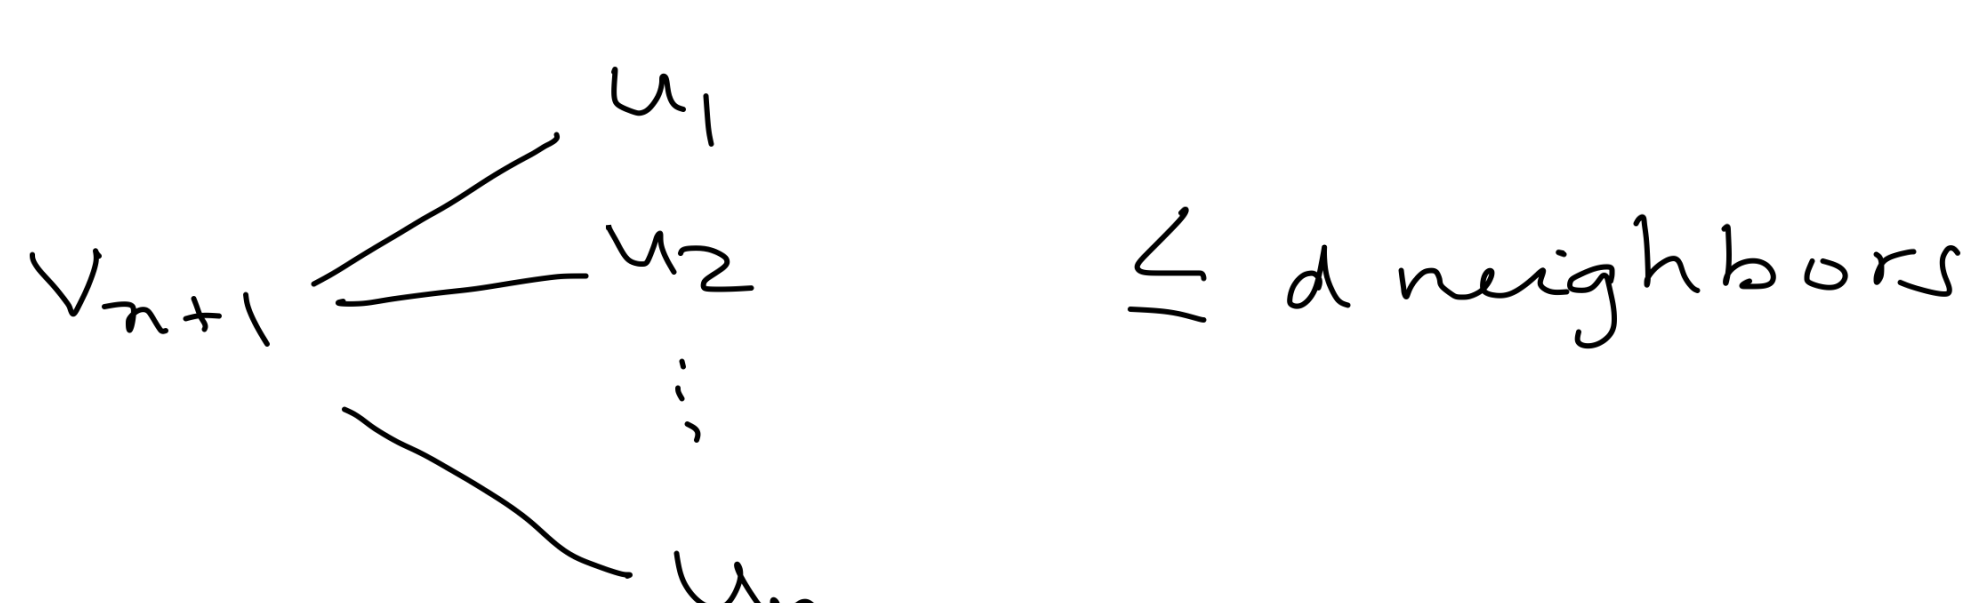 u₁
u₂
vₙ₊₁ ≤ d neighbors
⋮
u